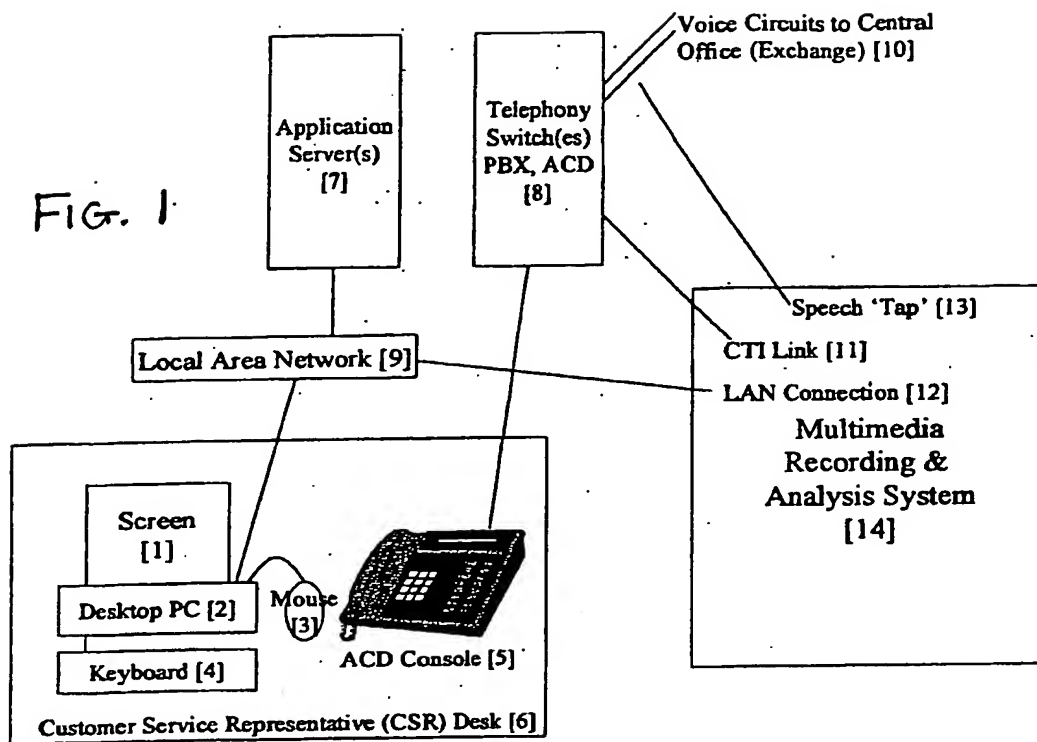 Voice Circuits to Central
Office (Exchange) [10]
Application
Server(s)
[7]
Telephony
Switch(es)
PBX, ACD
[8]
FIG. 1
Speech ‘Tap’ [13]
CTI Link [11]
Local Area Network [9]
LAN Connection [12]
Multimedia
Recording &
Analysis System
[14]
Screen
[1]
Desktop PC [2]
Mouse
[3]
Keyboard [4]
ACD Console [5]
Customer Service Representative (CSR) Desk [6]